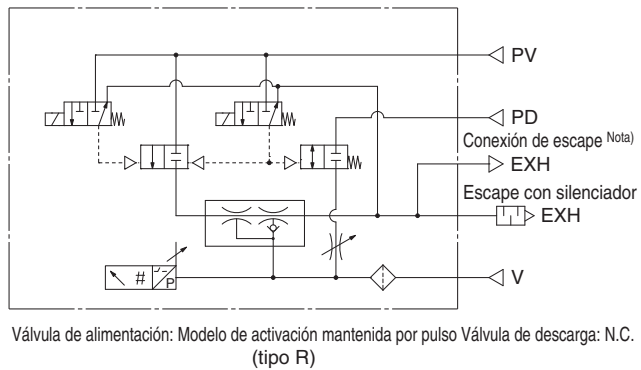 PV
PD
Conexión de escape Nota)
EXH
Escape con silenciador
EXH
# P
V
Válvula de alimentación: Modelo de activación mantenida por pulso Válvula de descarga: N.C.
(tipo R)